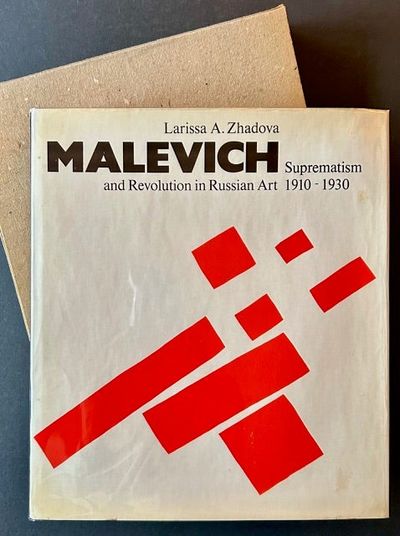 Larissa A. Zhadova
MALEVICH Suprematism
and Revolution in Russian Art 1910 - 1930